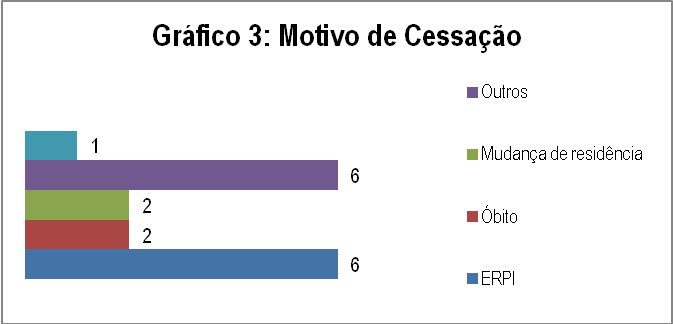 Gráfico 3: Motivo de Cessação
Outros
1
Mudança de residência
6
2
Óbito
2
6
ERPI